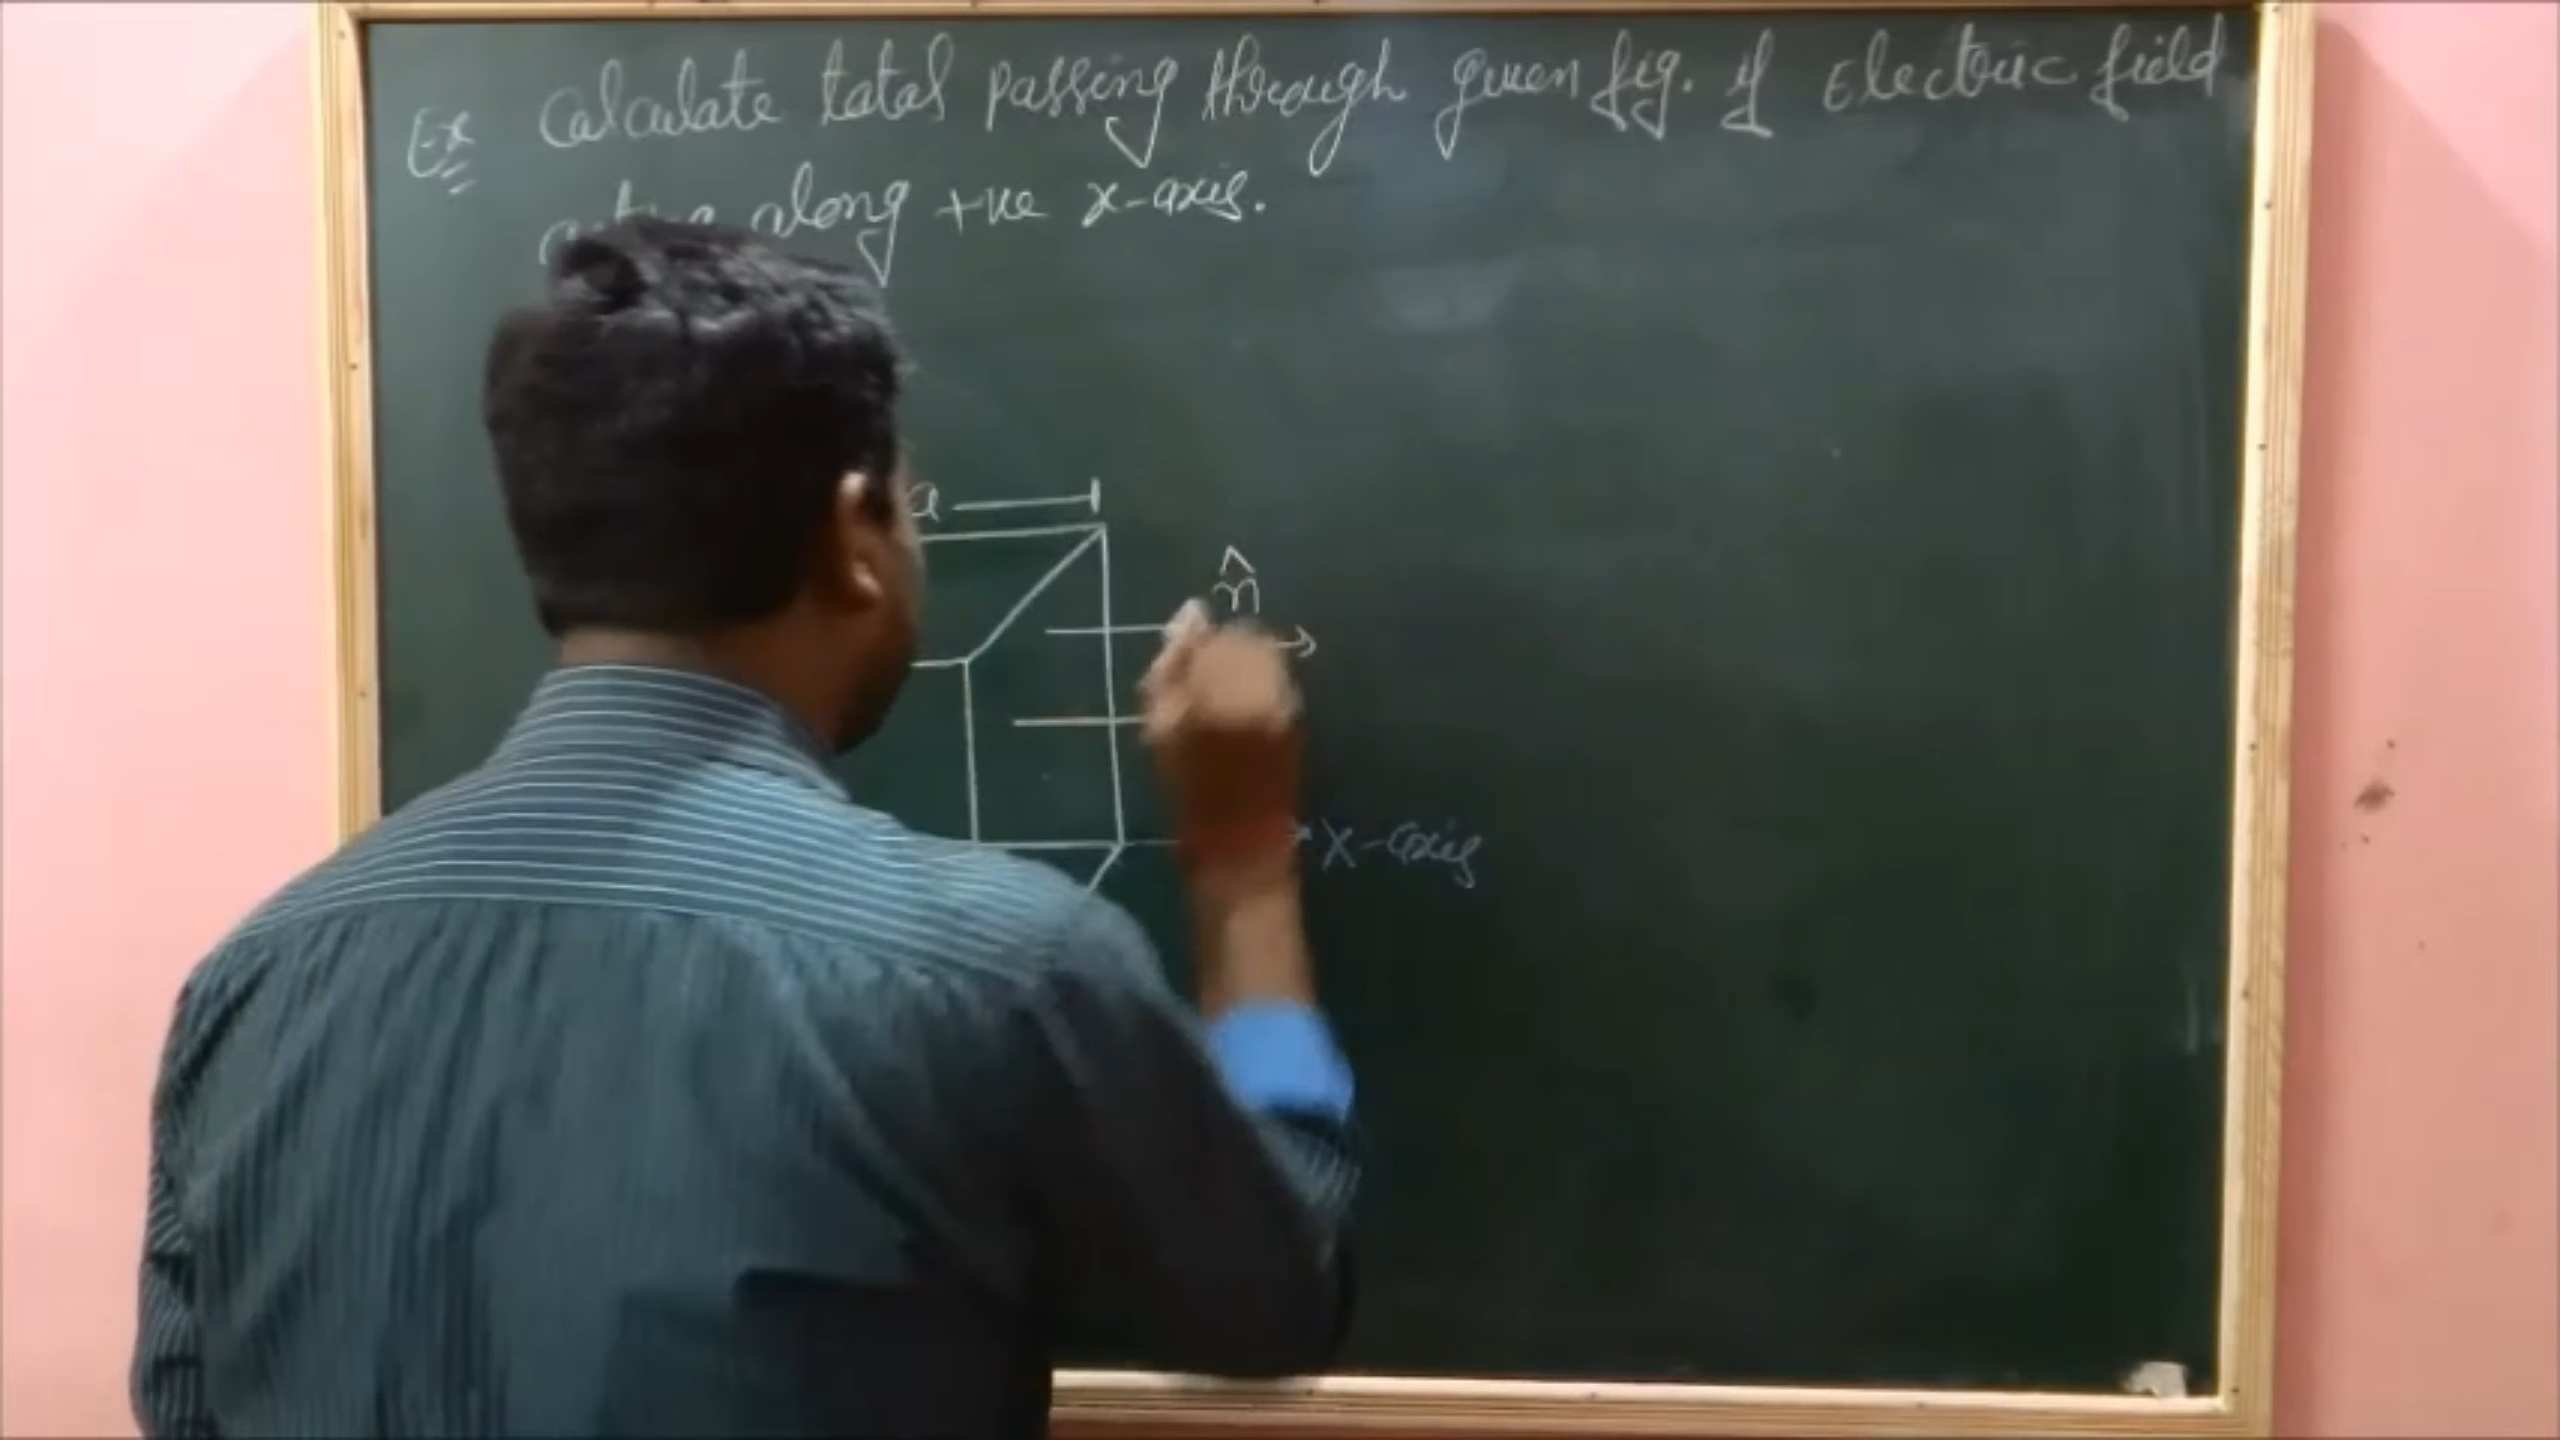 Ex Calculate total passing through given fig. if Electric field
along +ve x-axis.
a
n̂
X-axis